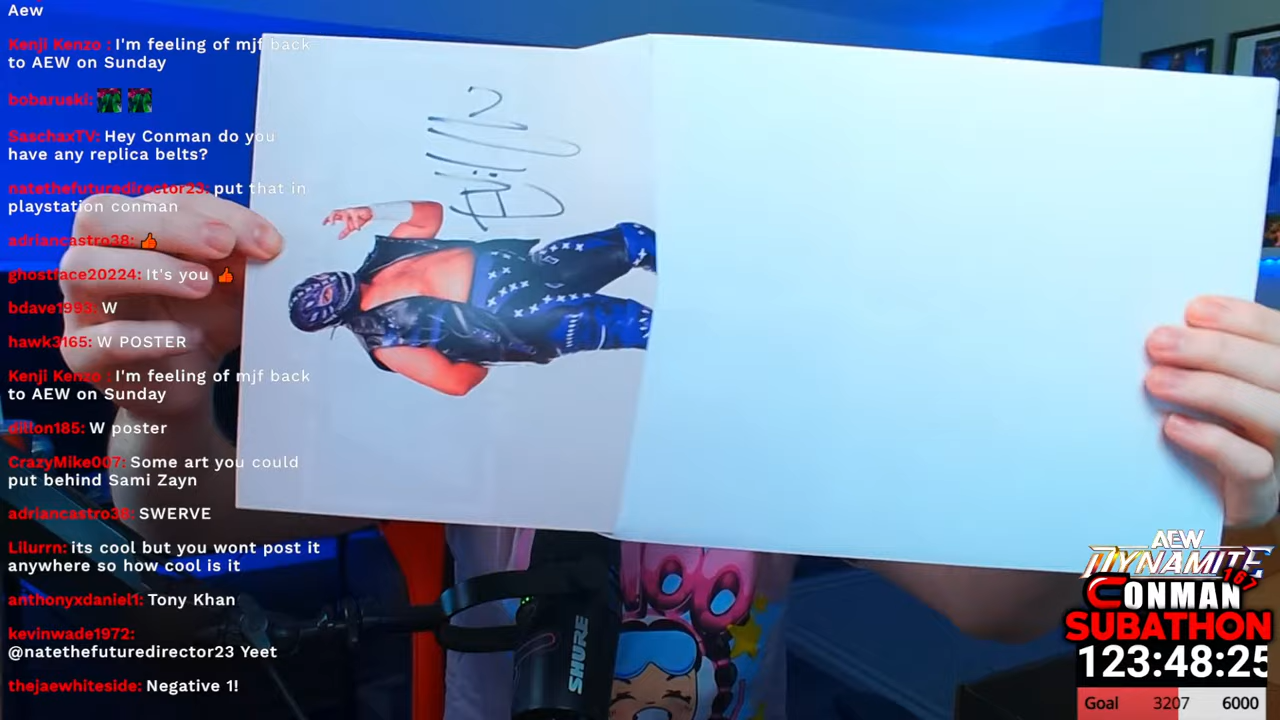 Aew
Kenji Kenzo : I'm feeling of mjf back
to AEW on Sunday
bobaruski:
SaschaxTV: Hey Conman do you
have any replica belts?
natethefuturedirector23: put that in
playstation conman
adriancastro38:
ghostface20224: It's you
bdave1993: W
hawk3165: W POSTER
Kenji Kenzo : I'm feeling of mjf back
to AEW on Sunday
dillon185: W poster
CrazyMike007: Some art you could
put behind Sami Zayn
adriancastro38: SWERVE
Lilurrn: its cool but you wont post it
anywhere so how cool is it
anthonyxdaniel1: Tony Khan
kevinwade1972:
@natethefuturedirector23 Yeet
thejaewhiteside: Negative 1!
SHURE
AEW
DYNAMITE
CONMAN
167
SUBATHON
123:48:25
Goal 3207 6000